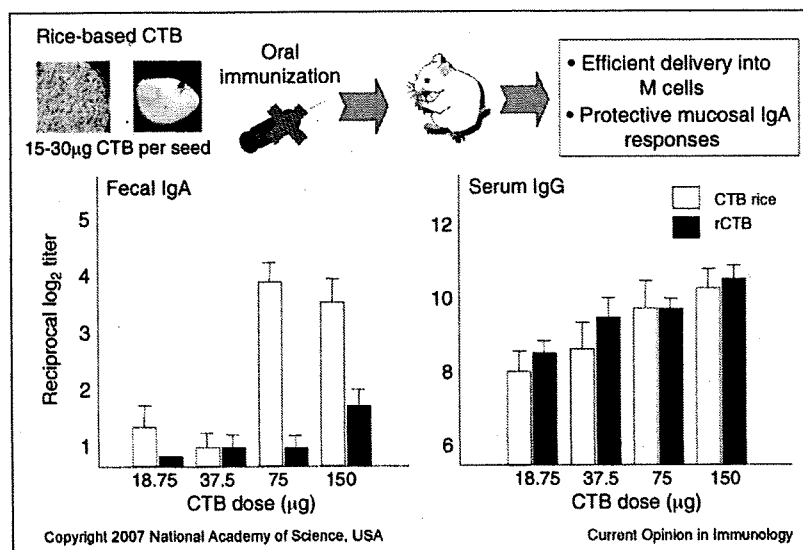 Rice-based CTB
15-30µg CTB per seed
Oral
immunization
• Efficient delivery into
M cells
• Protective mucosal IgA
responses
Fecal IgA
Reciprocal log₂ titer
5
4
3
2
1
18.75 37.5 75 150
CTB dose (µg)
Serum IgG
CTB rice
rCTB
12
10
8
6
18.75 37.5 75 150
CTB dose (µg)
Copyright 2007 National Academy of Science, USA
Current Opinion in Immunology